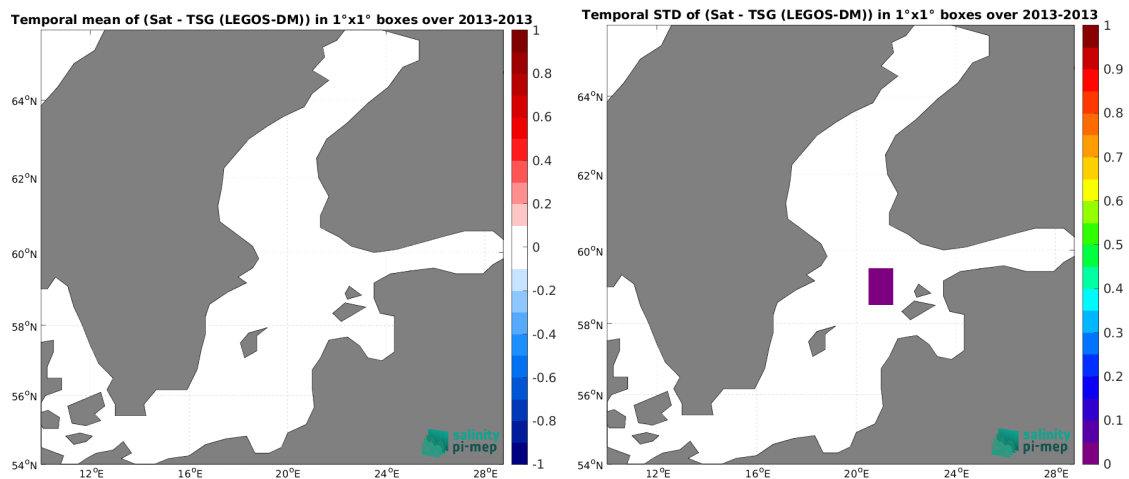 Temporal mean of (Sat - TSG (LEGOS-DM)) in 1°x1° boxes over 2013-2013
64°N
62°N
60°N
58°N
56°N
54°N
12°E
16°E
20°E
24°E
28°E
1
0.8
0.6
0.4
0.2
0
-0.2
-0.4
-0.6
-0.8
-1
salinity
pi-mep
Temporal STD of (Sat - TSG (LEGOS-DM)) in 1°x1° boxes over 2013-2013
64°N
62°N
60°N
58°N
56°N
54°N
12°E
16°E
20°E
24°E
28°E
1
0.9
0.8
0.7
0.6
0.5
0.4
0.3
0.2
0.1
0
salinity
pi-mep